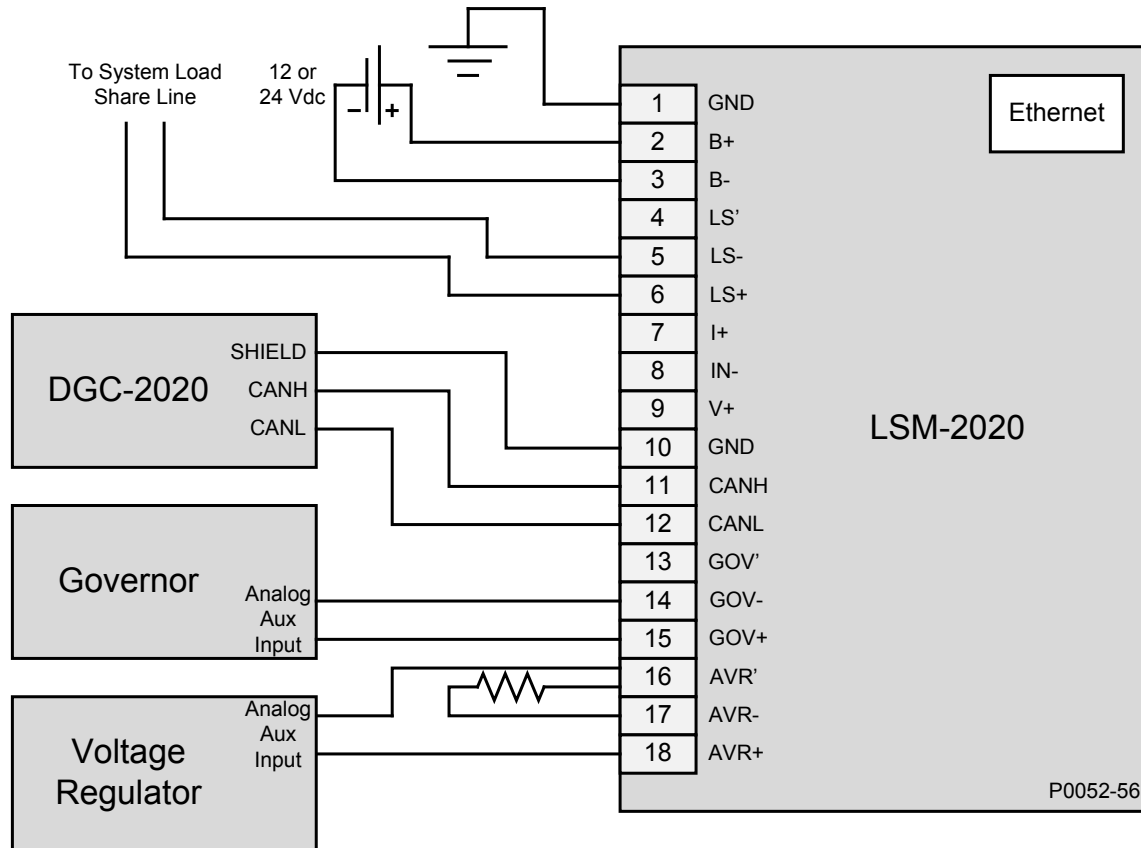 To System Load
Share Line
12 or
24 Vdc
– +
Ethernet
1 GND
2 B+
3 B-
4 LS’
5 LS-
6 LS+
7 I+
8 IN-
9 V+
10 GND
11 CANH
12 CANL
13 GOV’
14 GOV-
15 GOV+
16 AVR’
17 AVR-
18 AVR+
LSM-2020
DGC-2020
SHIELD
CANH
CANL
Governor
Analog
Aux
Input
Voltage
Regulator
Analog
Aux
Input
P0052-56